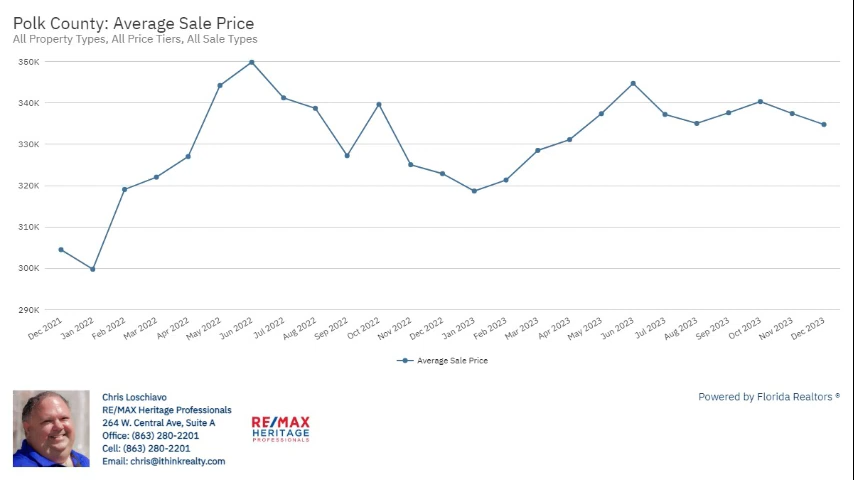 Polk County: Average Sale Price
All Property Types, All Price Tiers, All Sale Types
360K
340K
330K
320K
310K
300K
290K
Dec 2021
Jan 2022
Feb 2022
Mar 2022
Apr 2022
May 2022
Jun 2022
Jul 2022
Aug 2022
Sep 2022
Oct 2022
Nov 2022
Dec 2022
Jan 2023
Feb 2023
Mar 2023
Apr 2023
May 2023
Jun 2023
Jul 2023
Aug 2023
Sep 2023
Oct 2023
Nov 2023
Dec 2023
Average Sale Price
Chris Loschiavo
RE/MAX Heritage Professionals
264 W. Central Ave, Suite A
Office: (863) 280-2201
Cell: (863) 280-2201
Email: chris@ithinkrealty.com
RE/MAX
HERITAGE
PROFESSIONALS
Powered by Florida Realtors ®